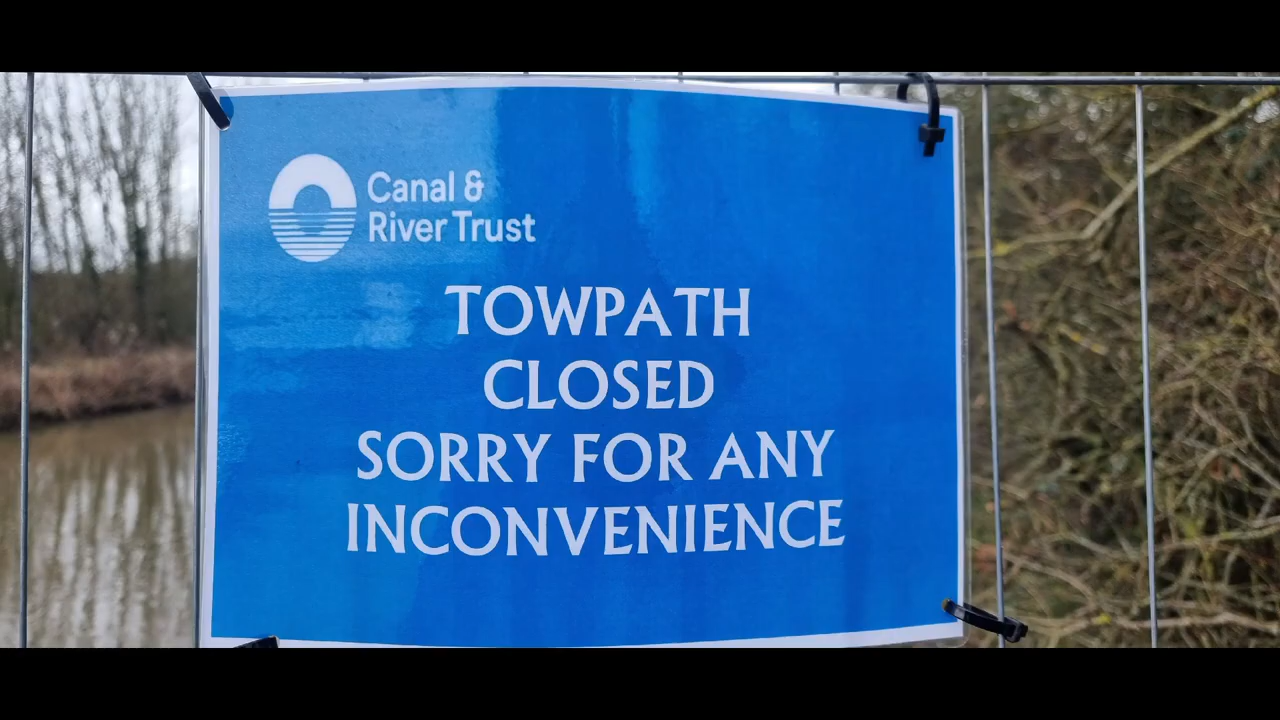 Canal &
River Trust
TOWPATH
CLOSED
SORRY FOR ANY
INCONVENIENCE